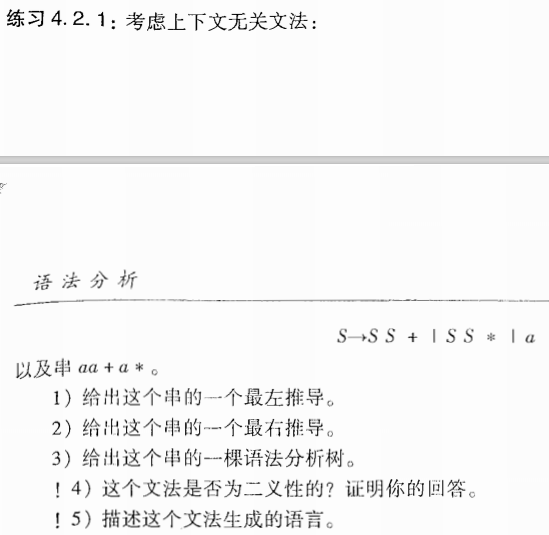 练习 4.2.1: 考虑上下文无关文法:
语法分析
S→S S + | S S * | a
以及串 aa + a * 。
1) 给出这个串的一个最左推导。
2) 给出这个串的一个最右推导。
3) 给出这个串的一棵语法分析树。
! 4) 这个文法是否为二义性的? 证明你的回答。
! 5) 描述这个文法生成的语言。